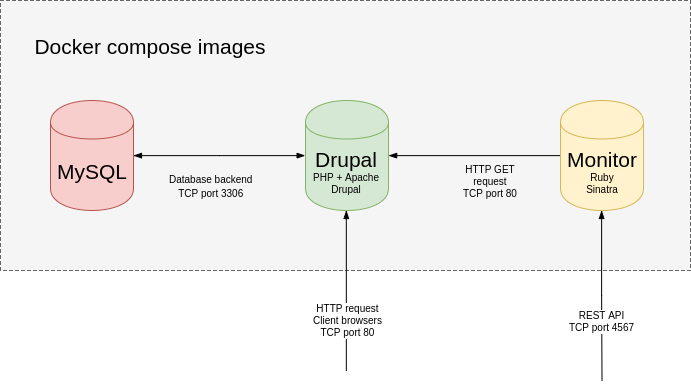 Docker compose images
MySQL
Database backend
TCP port 3306
Drupal
PHP + Apache
Drupal
HTTP GET
request
TCP port 80
Monitor
Ruby
Sinatra
HTTP request
Client browsers
TCP port 80
REST API
TCP port 4567